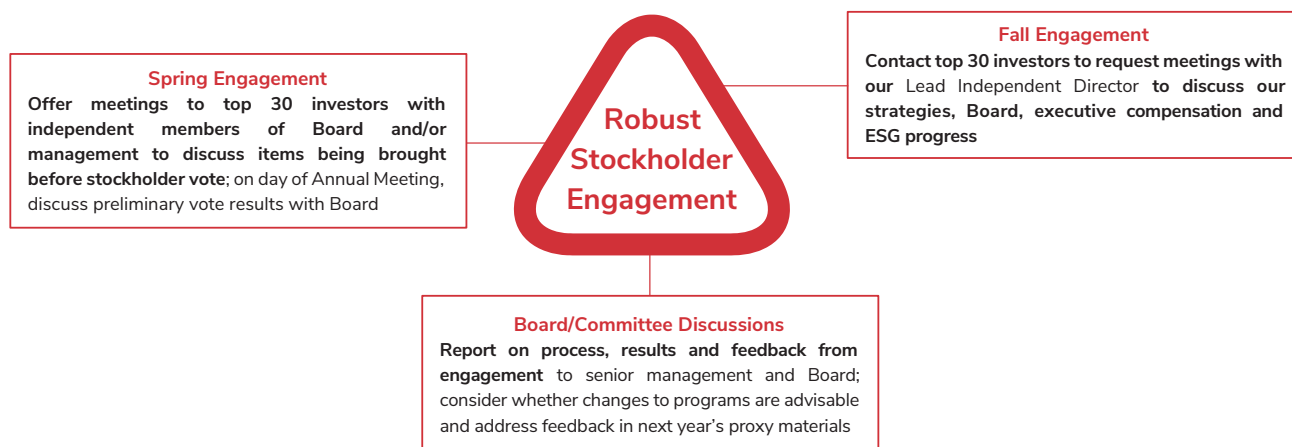 Spring Engagement
Offer meetings to top 30 investors with
independent members of Board and/or
management to discuss items being brought
before stockholder vote; on day of Annual Meeting,
discuss preliminary vote results with Board
Robust
Stockholder
Engagement
Fall Engagement
Contact top 30 investors to request meetings with
our Lead Independent Director to discuss our
strategies, Board, executive compensation and
ESG progress
Board/Committee Discussions
Report on process, results and feedback from
engagement to senior management and Board;
consider whether changes to programs are advisable
and address feedback in next year’s proxy materials